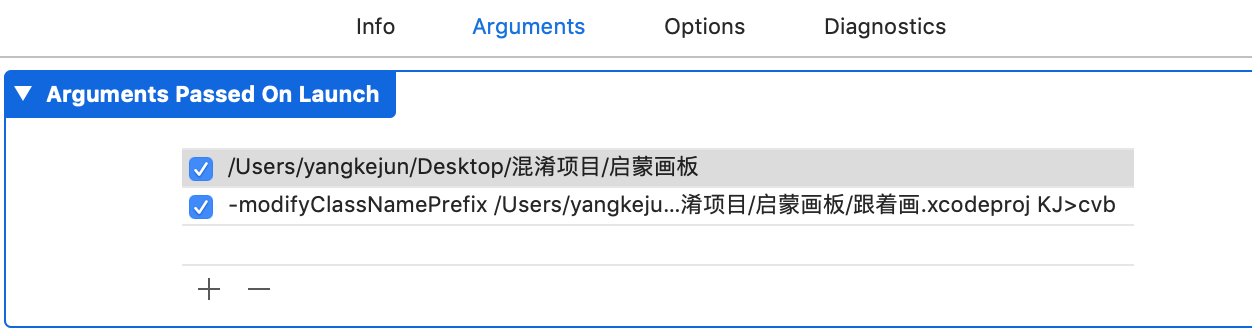 Info Arguments Options Diagnostics
Arguments Passed On Launch
/Users/yangkejun/Desktop/混淆项目/启蒙画板
-modifyClassNamePrefix /Users/yangkeju...淆项目/启蒙画板/跟着画.xcodeproj KJ>cvb